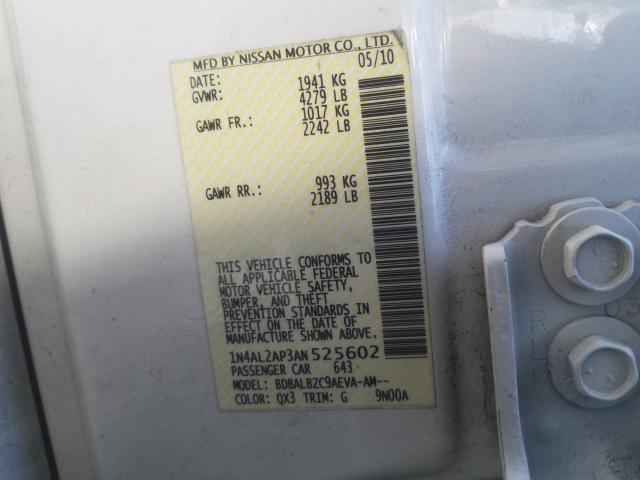 MFD BY NISSAN MOTOR CO., LTD.
DATE: 05/10
GVWR: 1941 KG
4279 LB
GAWR FR.: 1017 KG
2242 LB
GAWR RR.: 993 KG
2189 LB
THIS VEHICLE CONFORMS TO
ALL APPLICABLE FEDERAL
MOTOR VEHICLE SAFETY,
BUMPER, AND THEFT
PREVENTION STANDARDS IN
EFFECT ON THE DATE OF
MANUFACTURE SHOWN ABOVE.
1N4AL2AP3AN525602
PASSENGER CAR 643
MODEL: BDBALBZC9AEVA-AM--
COLOR: QX3 TRIM: G 9N00A